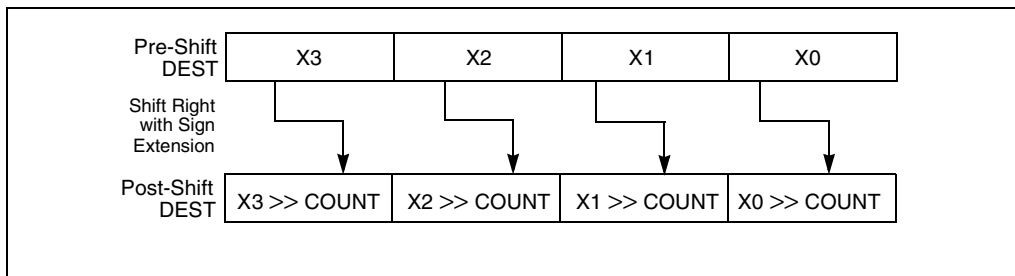 Pre-Shift
DEST
X3 X2 X1 X0
Shift Right
with Sign
Extension
Post-Shift
DEST
X3 >> COUNT X2 >> COUNT X1 >> COUNT X0 >> COUNT